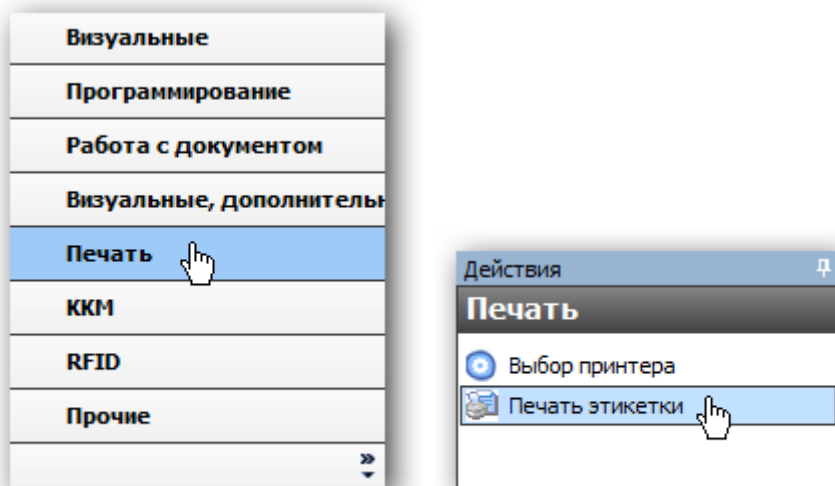 Визуальные
Программирование
Работа с документом
Визуальные, дополнительн
Печать
ККМ
RFID
Прочие
Действия
Печать
Выбор принтера
Печать этикетки